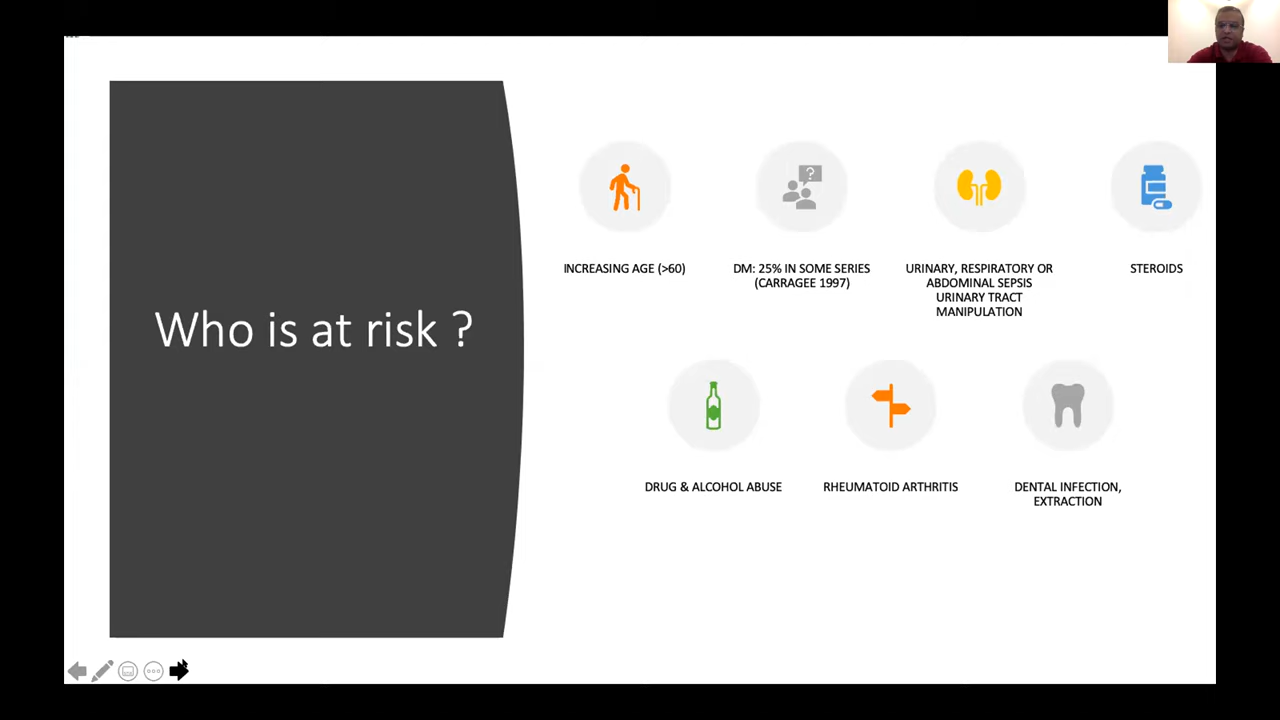 Who is at risk ?
INCREASING AGE (>60)
DM: 25% IN SOME SERIES
(CARRAGEE 1997)
URINARY, RESPIRATORY OR
ABDOMINAL SEPSIS
URINARY TRACT
MANIPULATION
STEROIDS
DRUG & ALCOHOL ABUSE
RHEUMATOID ARTHRITIS
DENTAL INFECTION,
EXTRACTION